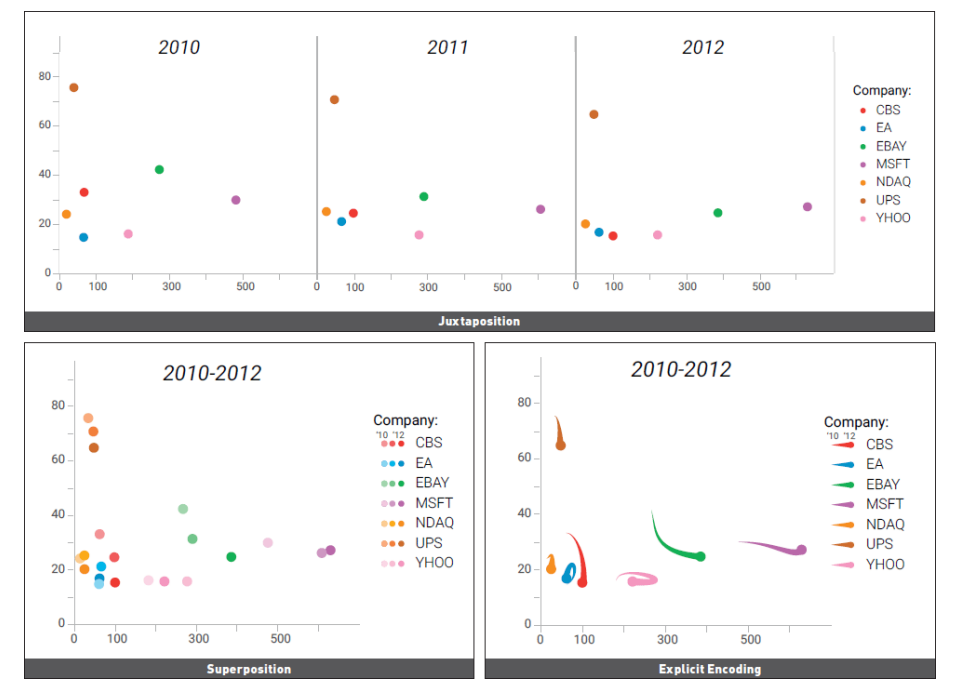 2010 2011 2012
Company:
CBS
EA
EBAY
MSFT
NDAQ
UPS
YHOO
80
60
40
20
0
0 100 300 500 0 100 300 500 0 100 300 500
Juxtaposition
2010-2012
Company:
'10 '12
CBS
EA
EBAY
MSFT
NDAQ
UPS
YHOO
80
60
40
20
0
0 100 300 500
Superposition
2010-2012
Company:
'10 '12
CBS
EA
EBAY
MSFT
NDAQ
UPS
YHOO
80
60
40
20
0
0 100 300 500
Explicit Encoding